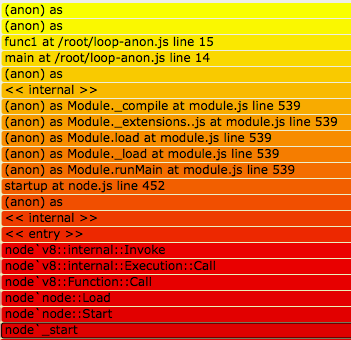 (anon) as
(anon) as
func1 at /root/loop-anon.js line 15
main at /root/loop-anon.js line 14
(anon) as
<< internal >>
(anon) as Module._compile at module.js line 539
(anon) as Module._extensions..js at module.js line 539
(anon) as Module.load at module.js line 539
(anon) as Module._load at module.js line 539
(anon) as Module.runMain at module.js line 539
startup at node.js line 452
(anon) as
<< internal >>
<< entry >>
node`v8::internal::Invoke
node`v8::internal::Execution::Call
node`v8::Function::Call
node`node::Load
node`node::Start
node`_start